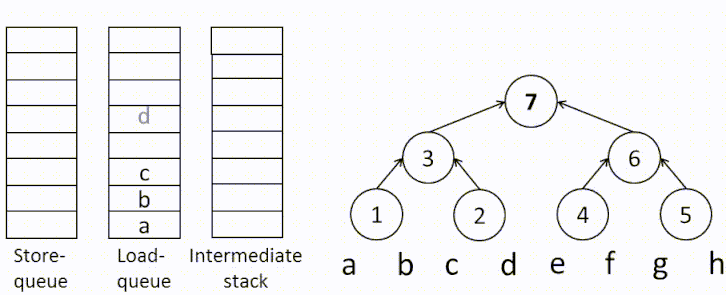 d
c
b
a
Store-
queue
Load-
queue
Intermediate
stack
7
3
6
1
2
4
5
a b c d e f g h